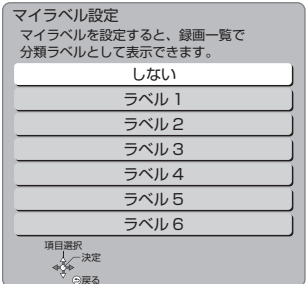 マイラベル設定
マイラベルを設定すると、録画一覧で
分類ラベルとして表示できます。
しない
ラベル 1
ラベル 2
ラベル 3
ラベル 4
ラベル 5
ラベル 6
項目選択
決定
戻る